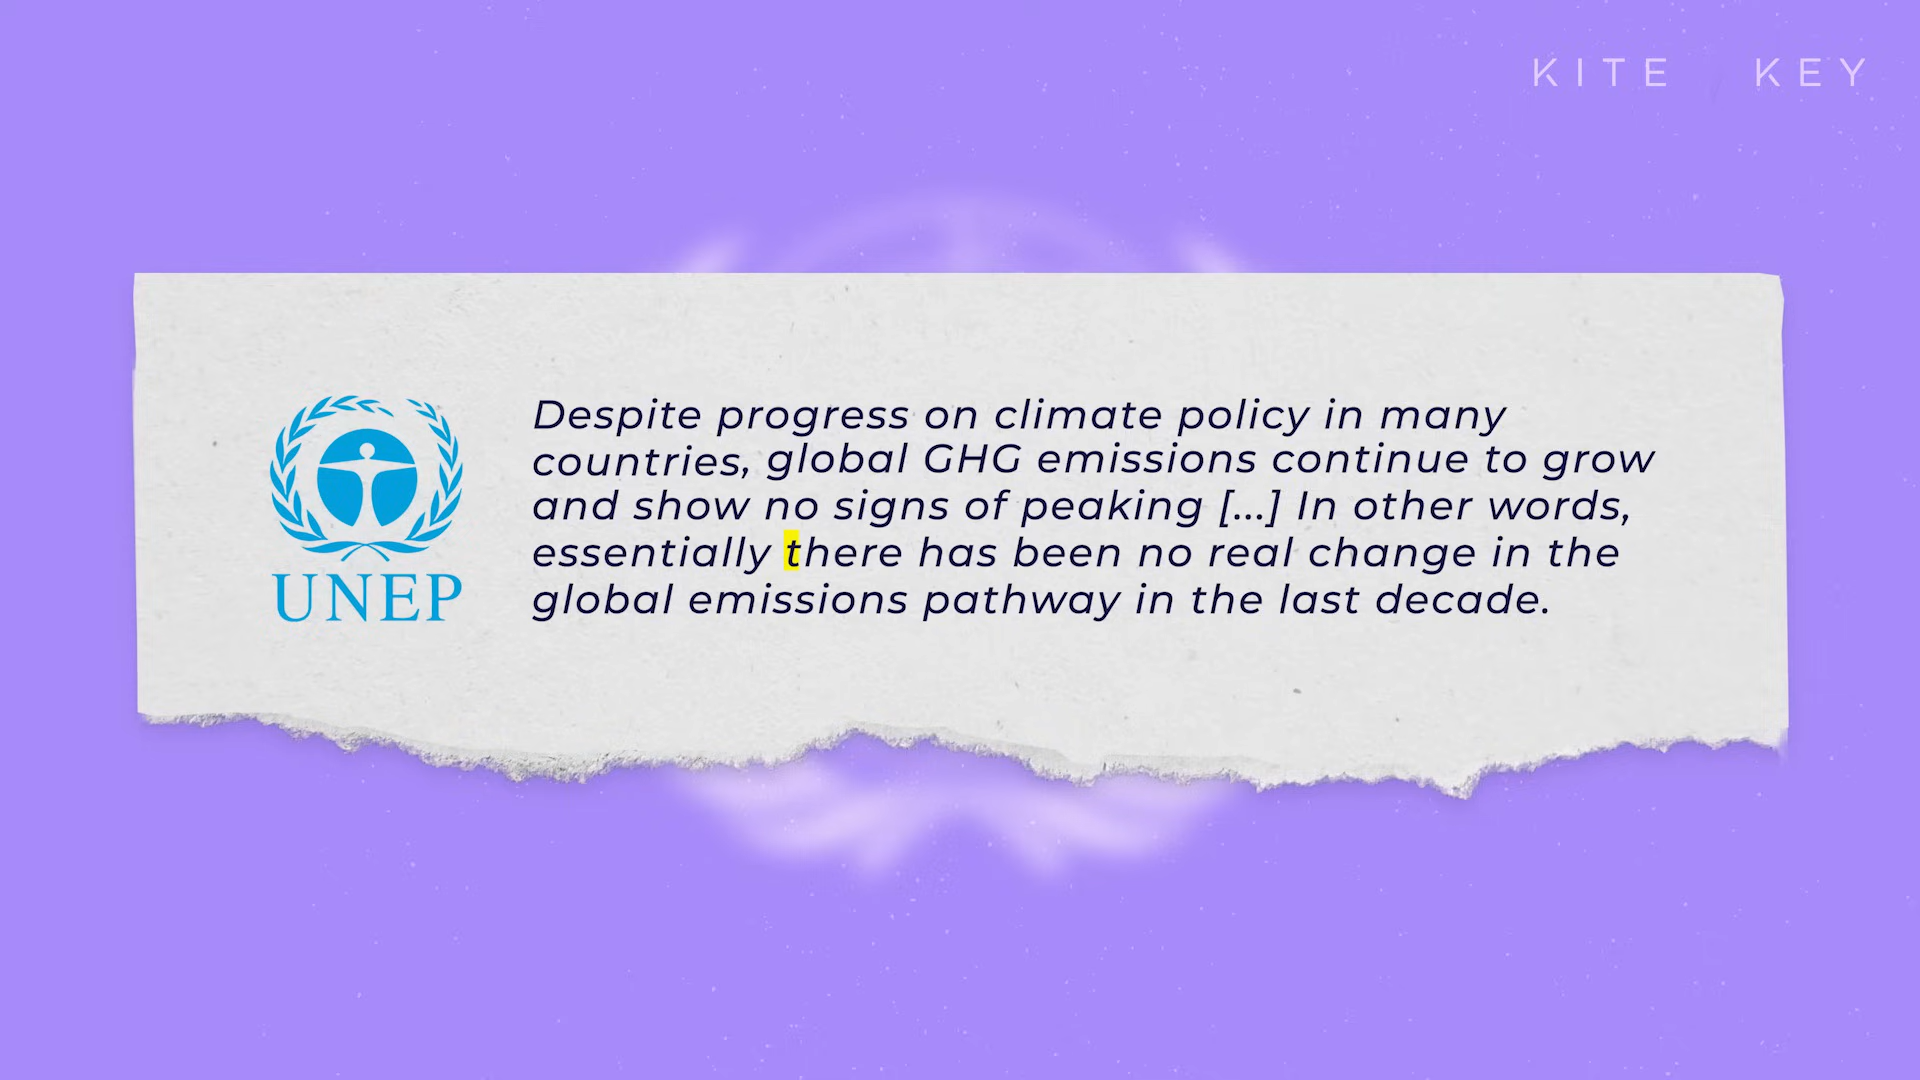 KITE KEY
Despite progress on climate policy in many
countries, global GHG emissions continue to grow
and show no signs of peaking [...] In other words,
essentially there has been no real change in the
global emissions pathway in the last decade.
UNEP